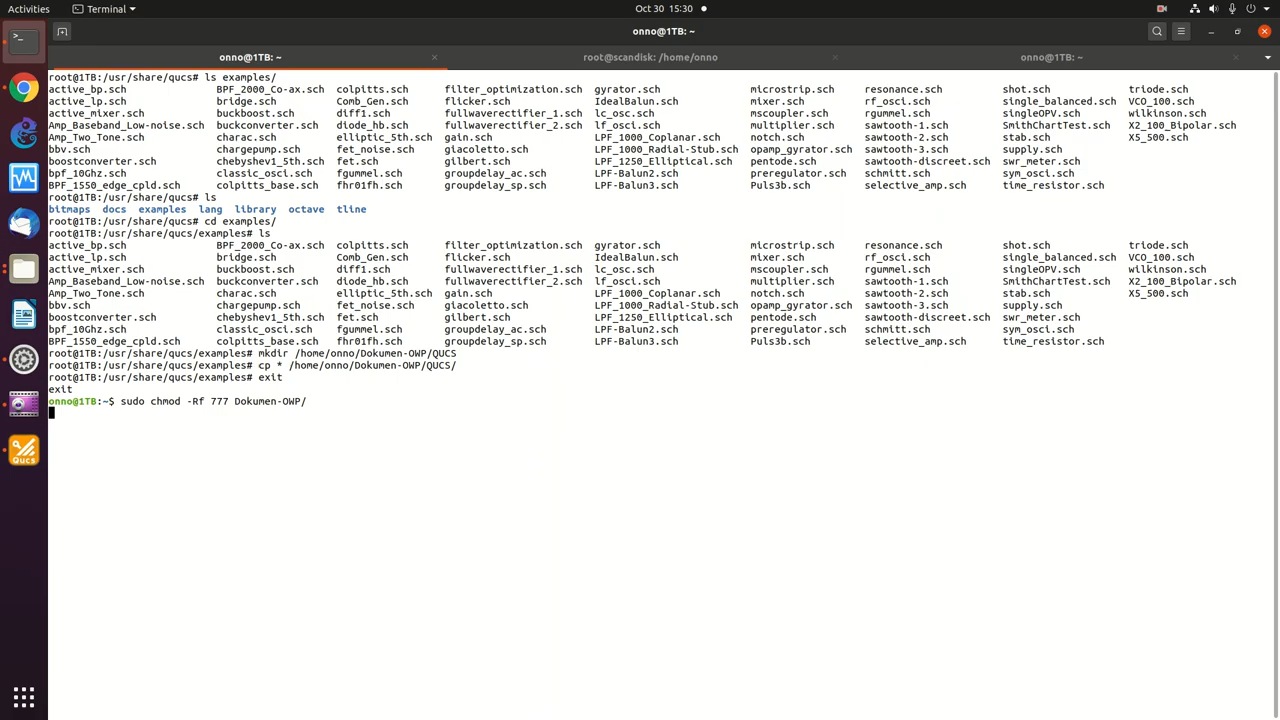 Activities Terminal Oct 30 15:30
onno@1TB: ~
onno@1TB: ~ root@scandisk: /home/onno onno@1TB: ~
root@1TB:/usr/share/qucs# ls examples/
active_bp.sch BPF_2000_Co-ax.sch colpitts.sch filter_optimization.sch gyrator.sch microstrip.sch resonance.sch shot.sch triode.sch
active_lp.sch bridge.sch Comb_Gen.sch flicker.sch IdealBalun.sch mixer.sch rf_osci.sch single_balanced.sch VCO_100.sch
active_mixer.sch buckboost.sch diff1.sch fullwaverectifier_1.sch lc_osc.sch mscoupler.sch rgummel.sch singleOPV.sch wilkinson.sch
Amp_Baseband_Low-noise.sch buckconverter.sch diode_hb.sch fullwaverectifier_2.sch lf_osci.sch multiplier.sch sawtooth-1.sch SmithChartTest.sch X2_100_Bipolar.sch
Amp_Two_Tone.sch charac.sch elliptic_5th.sch gain.sch LPF_1000_Coplanar.sch notch.sch sawtooth-2.sch stab.sch X5_500.sch
bbv.sch chargepump.sch fet_noise.sch giacoletto.sch LPF_1000_Radial-Stub.sch opamp_gyrator.sch sawtooth-3.sch supply.sch
boostconverter.sch chebyshev1_5th.sch fet.sch gilbert.sch LPF_1250_Elliptical.sch pentode.sch sawtooth-discreet.sch swr_meter.sch
bpf_10Ghz.sch classic_osci.sch fgummel.sch groupdelay_ac.sch LPF-Balun2.sch preregulator.sch schmitt.sch sym_osci.sch
BPF_1550_edge_cpld.sch colpitts_base.sch fhr01fh.sch groupdelay_sp.sch LPF-Balun3.sch Puls3b.sch selective_amp.sch time_resistor.sch
root@1TB:/usr/share/qucs# ls
bitmaps docs examples lang library octave tline
root@1TB:/usr/share/qucs# cd examples/
root@1TB:/usr/share/qucs/examples# ls
active_bp.sch BPF_2000_Co-ax.sch colpitts.sch filter_optimization.sch gyrator.sch microstrip.sch resonance.sch shot.sch triode.sch
active_lp.sch bridge.sch Comb_Gen.sch flicker.sch IdealBalun.sch mixer.sch rf_osci.sch single_balanced.sch VCO_100.sch
active_mixer.sch buckboost.sch diff1.sch fullwaverectifier_1.sch lc_osc.sch mscoupler.sch rgummel.sch singleOPV.sch wilkinson.sch
Amp_Baseband_Low-noise.sch buckconverter.sch diode_hb.sch fullwaverectifier_2.sch lf_osci.sch multiplier.sch sawtooth-1.sch SmithChartTest.sch X2_100_Bipolar.sch
Amp_Two_Tone.sch charac.sch elliptic_5th.sch gain.sch LPF_1000_Coplanar.sch notch.sch sawtooth-2.sch stab.sch X5_500.sch
bbv.sch chargepump.sch fet_noise.sch giacoletto.sch LPF_1000_Radial-Stub.sch opamp_gyrator.sch sawtooth-3.sch supply.sch
boostconverter.sch chebyshev1_5th.sch fet.sch gilbert.sch LPF_1250_Elliptical.sch pentode.sch sawtooth-discreet.sch swr_meter.sch
bpf_10Ghz.sch classic_osci.sch fgummel.sch groupdelay_ac.sch LPF-Balun2.sch preregulator.sch schmitt.sch sym_osci.sch
BPF_1550_edge_cpld.sch colpitts_base.sch fhr01fh.sch groupdelay_sp.sch LPF-Balun3.sch Puls3b.sch selective_amp.sch time_resistor.sch
root@1TB:/usr/share/qucs/examples# mkdir /home/onno/Dokumen-OWP/QUCS
root@1TB:/usr/share/qucs/examples# cp * /home/onno/Dokumen-OWP/QUCS/
root@1TB:/usr/share/qucs/examples# exit
exit
onno@1TB:~$ sudo chmod -Rf 777 Dokumen-OWP/
Qucs